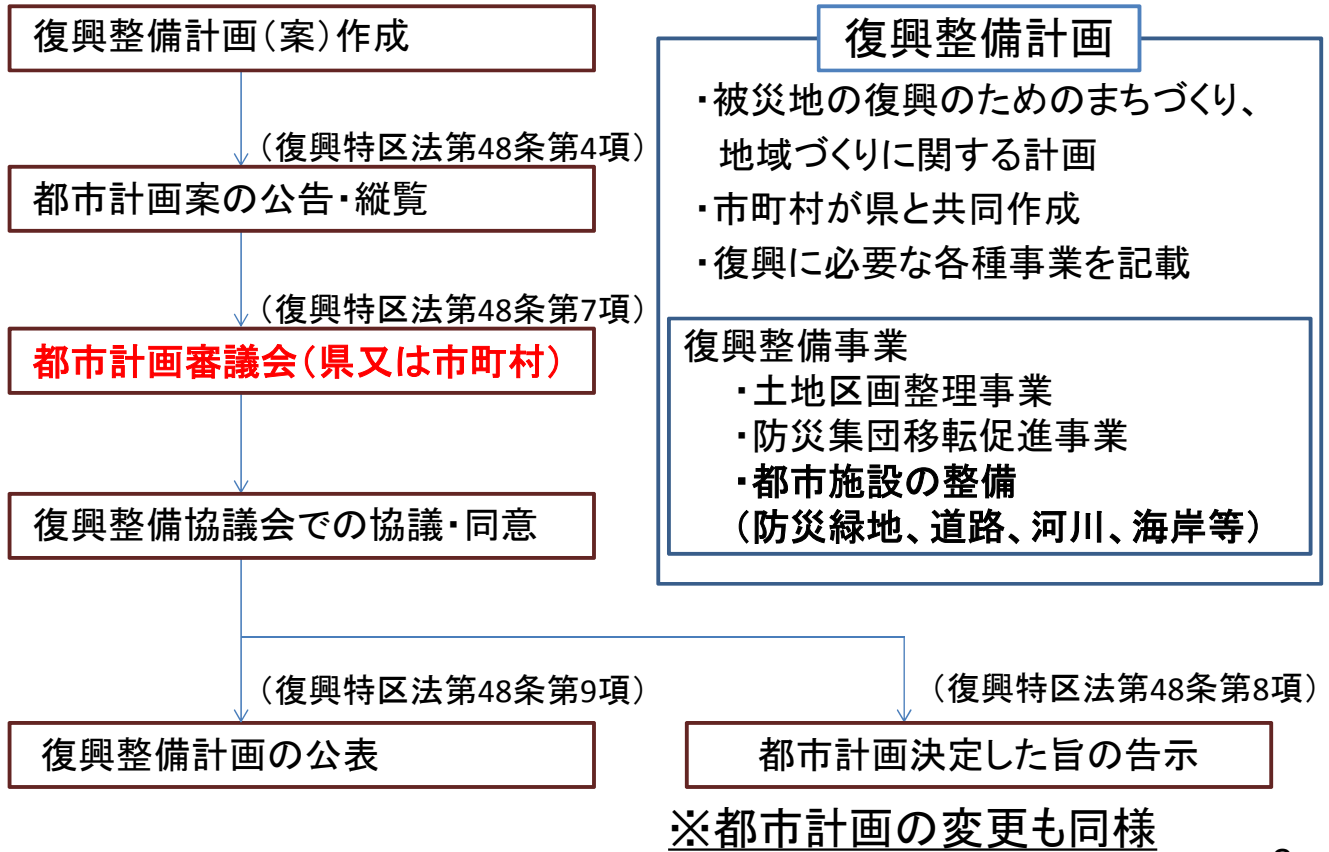 復興整備計画(案)作成
(復興特区法第48条第4項)
都市計画案の公告・縦覧
(復興特区法第48条第7項)
都市計画審議会(県又は市町村)
復興整備協議会での協議・同意
(復興特区法第48条第9項)
復興整備計画の公表
(復興特区法第48条第8項)
都市計画決定した旨の告示
※都市計画の変更も同様
復興整備計画
・被災地の復興のためのまちづくり、
地域づくりに関する計画
・市町村が県と共同作成
・復興に必要な各種事業を記載
復興整備事業
・土地区画整理事業
・防災集団移転促進事業
・都市施設の整備
(防災緑地、道路、河川、海岸等)